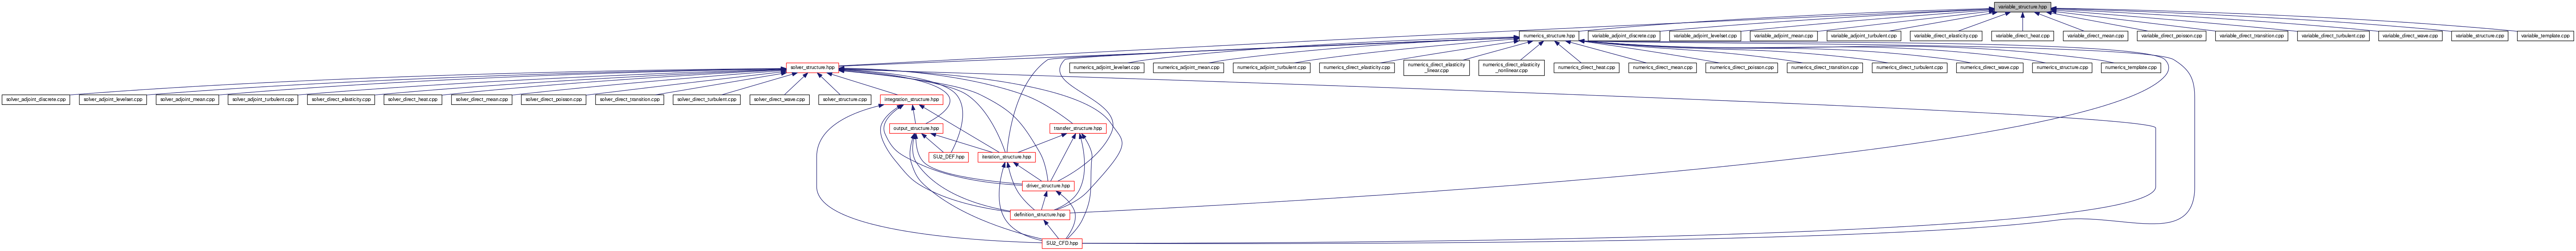 variable_structure.hpp
numerics_structure.hpp
variable_adjoint_discrete.cpp
variable_adjoint_levelset.cpp
variable_adjoint_mean.cpp
variable_adjoint_turbulent.cpp
variable_direct_elasticity.cpp
variable_direct_heat.cpp
variable_direct_mean.cpp
variable_direct_poisson.cpp
variable_direct_transition.cpp
variable_direct_turbulent.cpp
variable_direct_wave.cpp
variable_structure.cpp
variable_template.cpp
solver_structure.hpp
numerics_adjoint_levelset.cpp
numerics_adjoint_mean.cpp
numerics_adjoint_turbulent.cpp
numerics_direct_elasticity.cpp
numerics_direct_elasticity
_linear.cpp
numerics_direct_elasticity
_nonlinear.cpp
numerics_direct_heat.cpp
numerics_direct_mean.cpp
numerics_direct_poisson.cpp
numerics_direct_transition.cpp
numerics_direct_turbulent.cpp
numerics_direct_wave.cpp
numerics_structure.cpp
numerics_template.cpp
solver_adjoint_discrete.cpp
solver_adjoint_levelset.cpp
solver_adjoint_mean.cpp
solver_adjoint_turbulent.cpp
solver_direct_elasticity.cpp
solver_direct_heat.cpp
solver_direct_mean.cpp
solver_direct_poisson.cpp
solver_direct_transition.cpp
solver_direct_turbulent.cpp
solver_direct_wave.cpp
solver_structure.cpp
integration_structure.hpp
output_structure.hpp
transfer_structure.hpp
SU2_DEF.hpp
iteration_structure.hpp
driver_structure.hpp
definition_structure.hpp
SU2_CFD.hpp